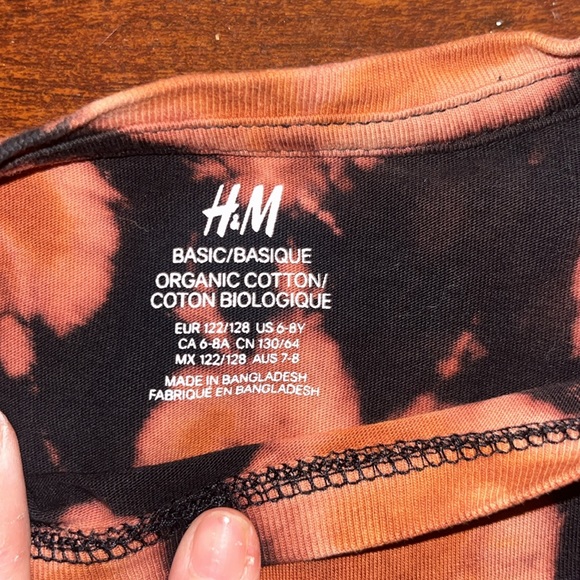 H&M
BASIC/BASIQUE
ORGANIC COTTON/
COTON BIOLOGIQUE
EUR 122/128 US 6-8Y
CA 6-8A CN 130/64
MX 122/128 AUS 7-8
MADE IN BANGLADESH
FABRIQUÉ EN BANGLADESH